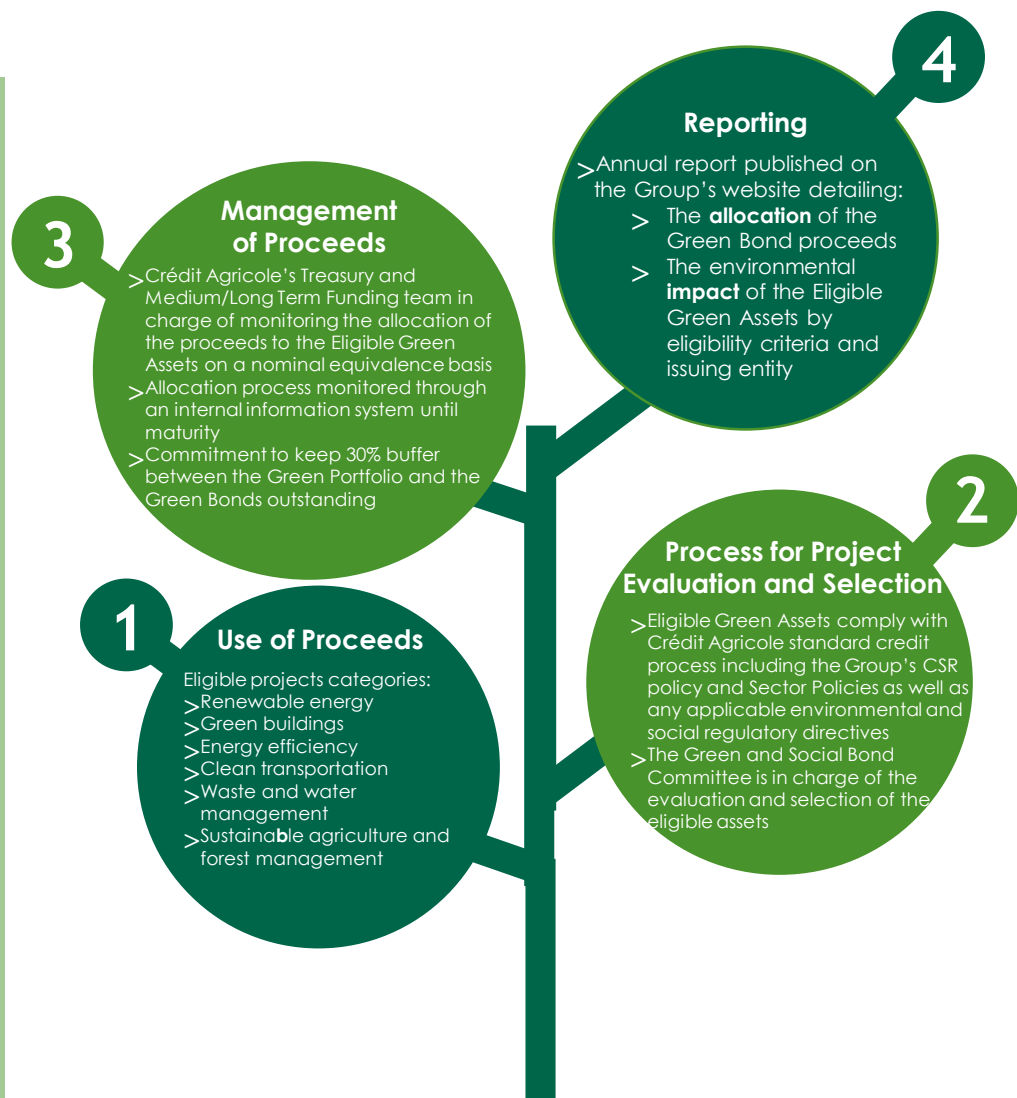 1
Use of Proceeds
Eligible projects categories:
>Renewable energy
>Green buildings
>Energy efficiency
>Clean transportation
>Waste and water
management
>Sustainable agriculture and
forest management
2
Process for Project
Evaluation and Selection
>Eligible Green Assets comply with
Crédit Agricole standard credit
process including the Group's CSR
policy and Sector Policies as well as
any applicable environmental and
social regulatory directives
>The Green and Social Bond
Committee is in charge of the
evaluation and selection of the
eligible assets
3
Management
of Proceeds
>Crédit Agricole's Treasury and
Medium/Long Term Funding team in
charge of monitoring the allocation of
the proceeds to the Eligible Green
Assets on a nominal equivalence basis
>Allocation process monitored through
an internal information system until
maturity
>Commitment to keep 30% buffer
between the Green Portfolio and the
Green Bonds outstanding
4
Reporting
>Annual report published on
the Group's website detailing:
> The allocation of the
Green Bond proceeds
> The environmental
impact of the Eligible
Green Assets by
eligibility criteria and
issuing entity